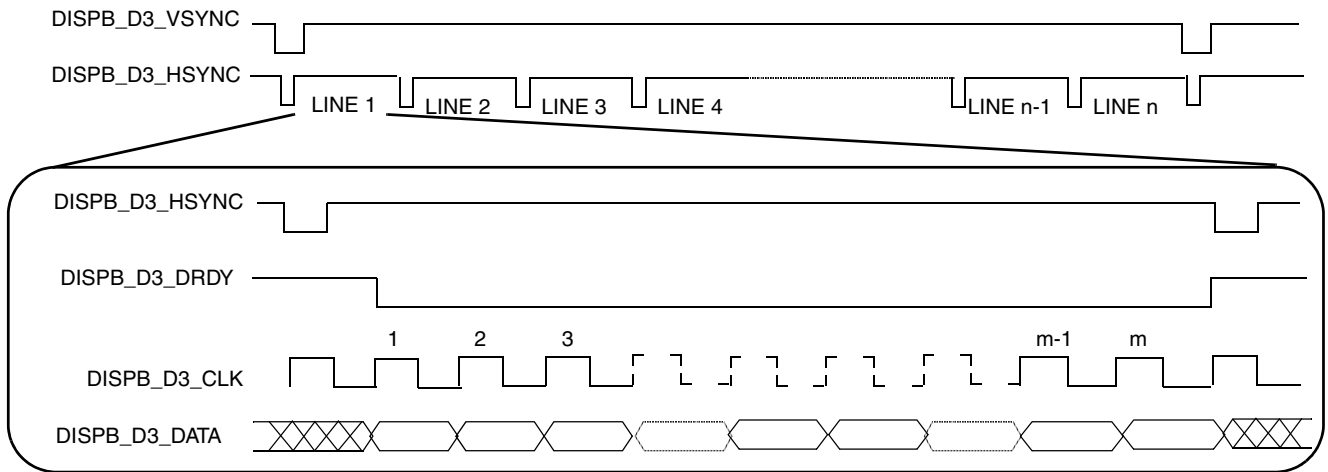 DISPB_D3_VSYNC
DISPB_D3_HSYNC
LINE 1 LINE 2 LINE 3 LINE 4 LINE n-1 LINE n
DISPB_D3_HSYNC
DISPB_D3_DRDY
1 2 3 m-1 m
DISPB_D3_CLK
DISPB_D3_DATA